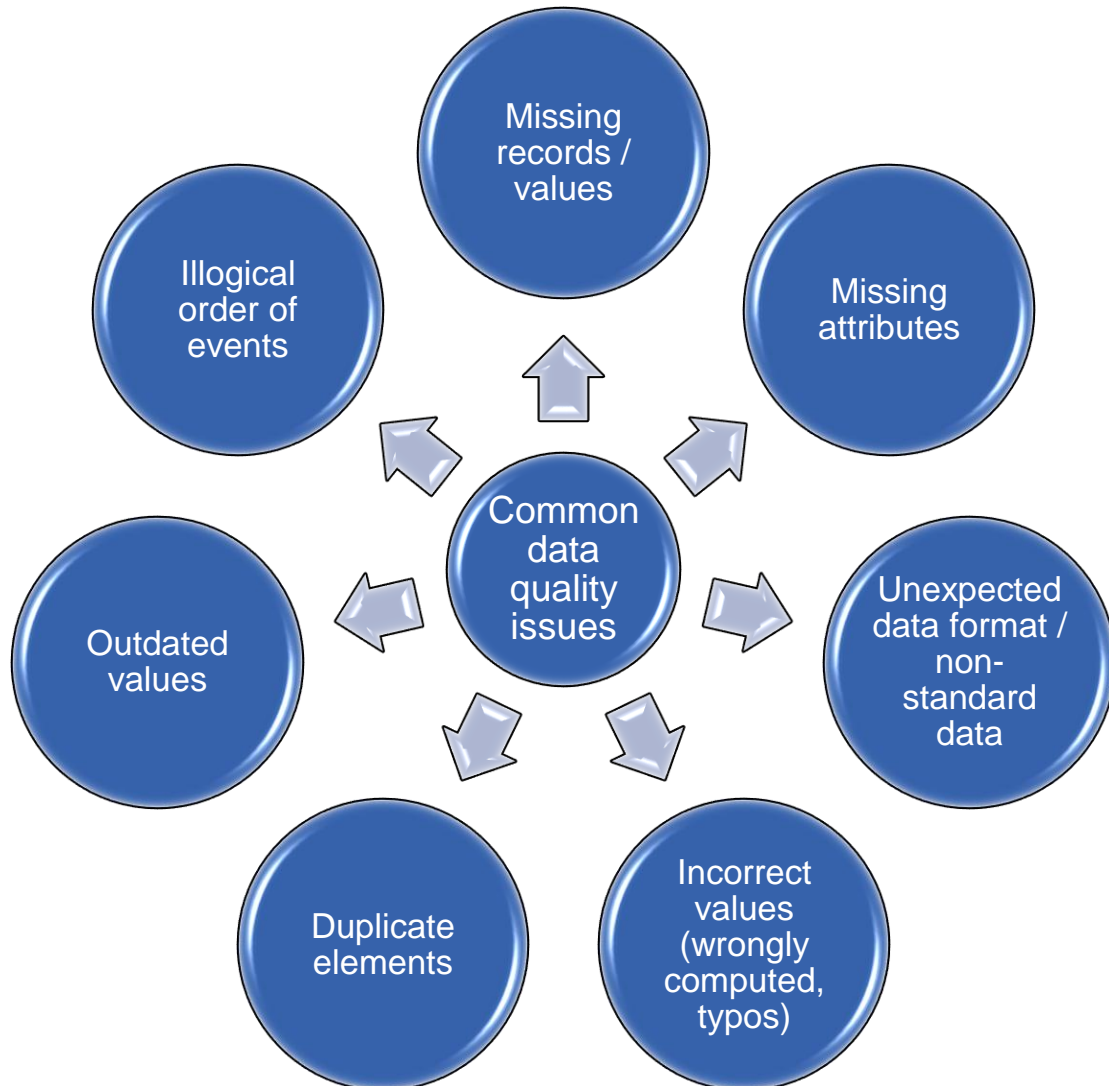 Missing
records /
values
Missing
attributes
Unexpected
data format /
non-
standard
data
Incorrect
values
(wrongly
computed,
typos)
Duplicate
elements
Outdated
values
Illogical
order of
events
Common
data
quality
issues